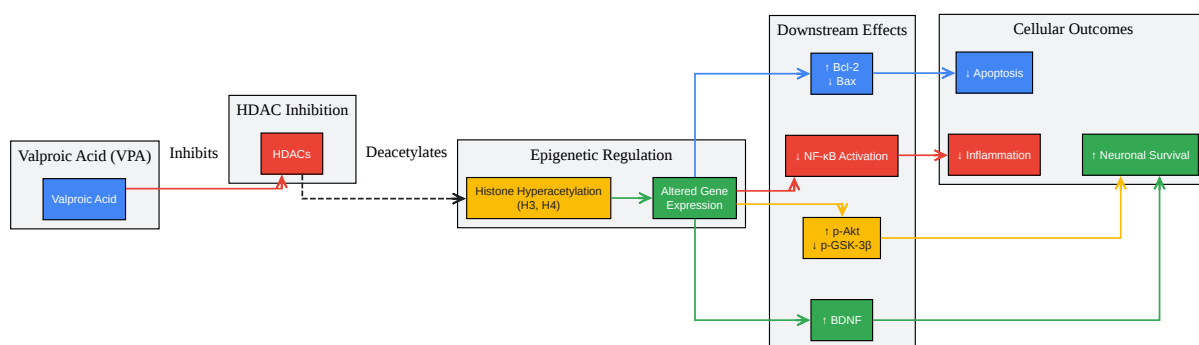 Valproic Acid (VPA)
Valproic Acid
Inhibits
HDAC Inhibition
HDACs
Deacetylates
Epigenetic Regulation
Histone Hyperacetylation
(H3, H4)
Altered Gene
Expression
Downstream Effects
↑ Bcl-2
↓ Bax
↓ NF-κB Activation
↑ p-Akt
↓ p-GSK-3β
↑ BDNF
Cellular Outcomes
↓ Apoptosis
↓ Inflammation
↑ Neuronal Survival